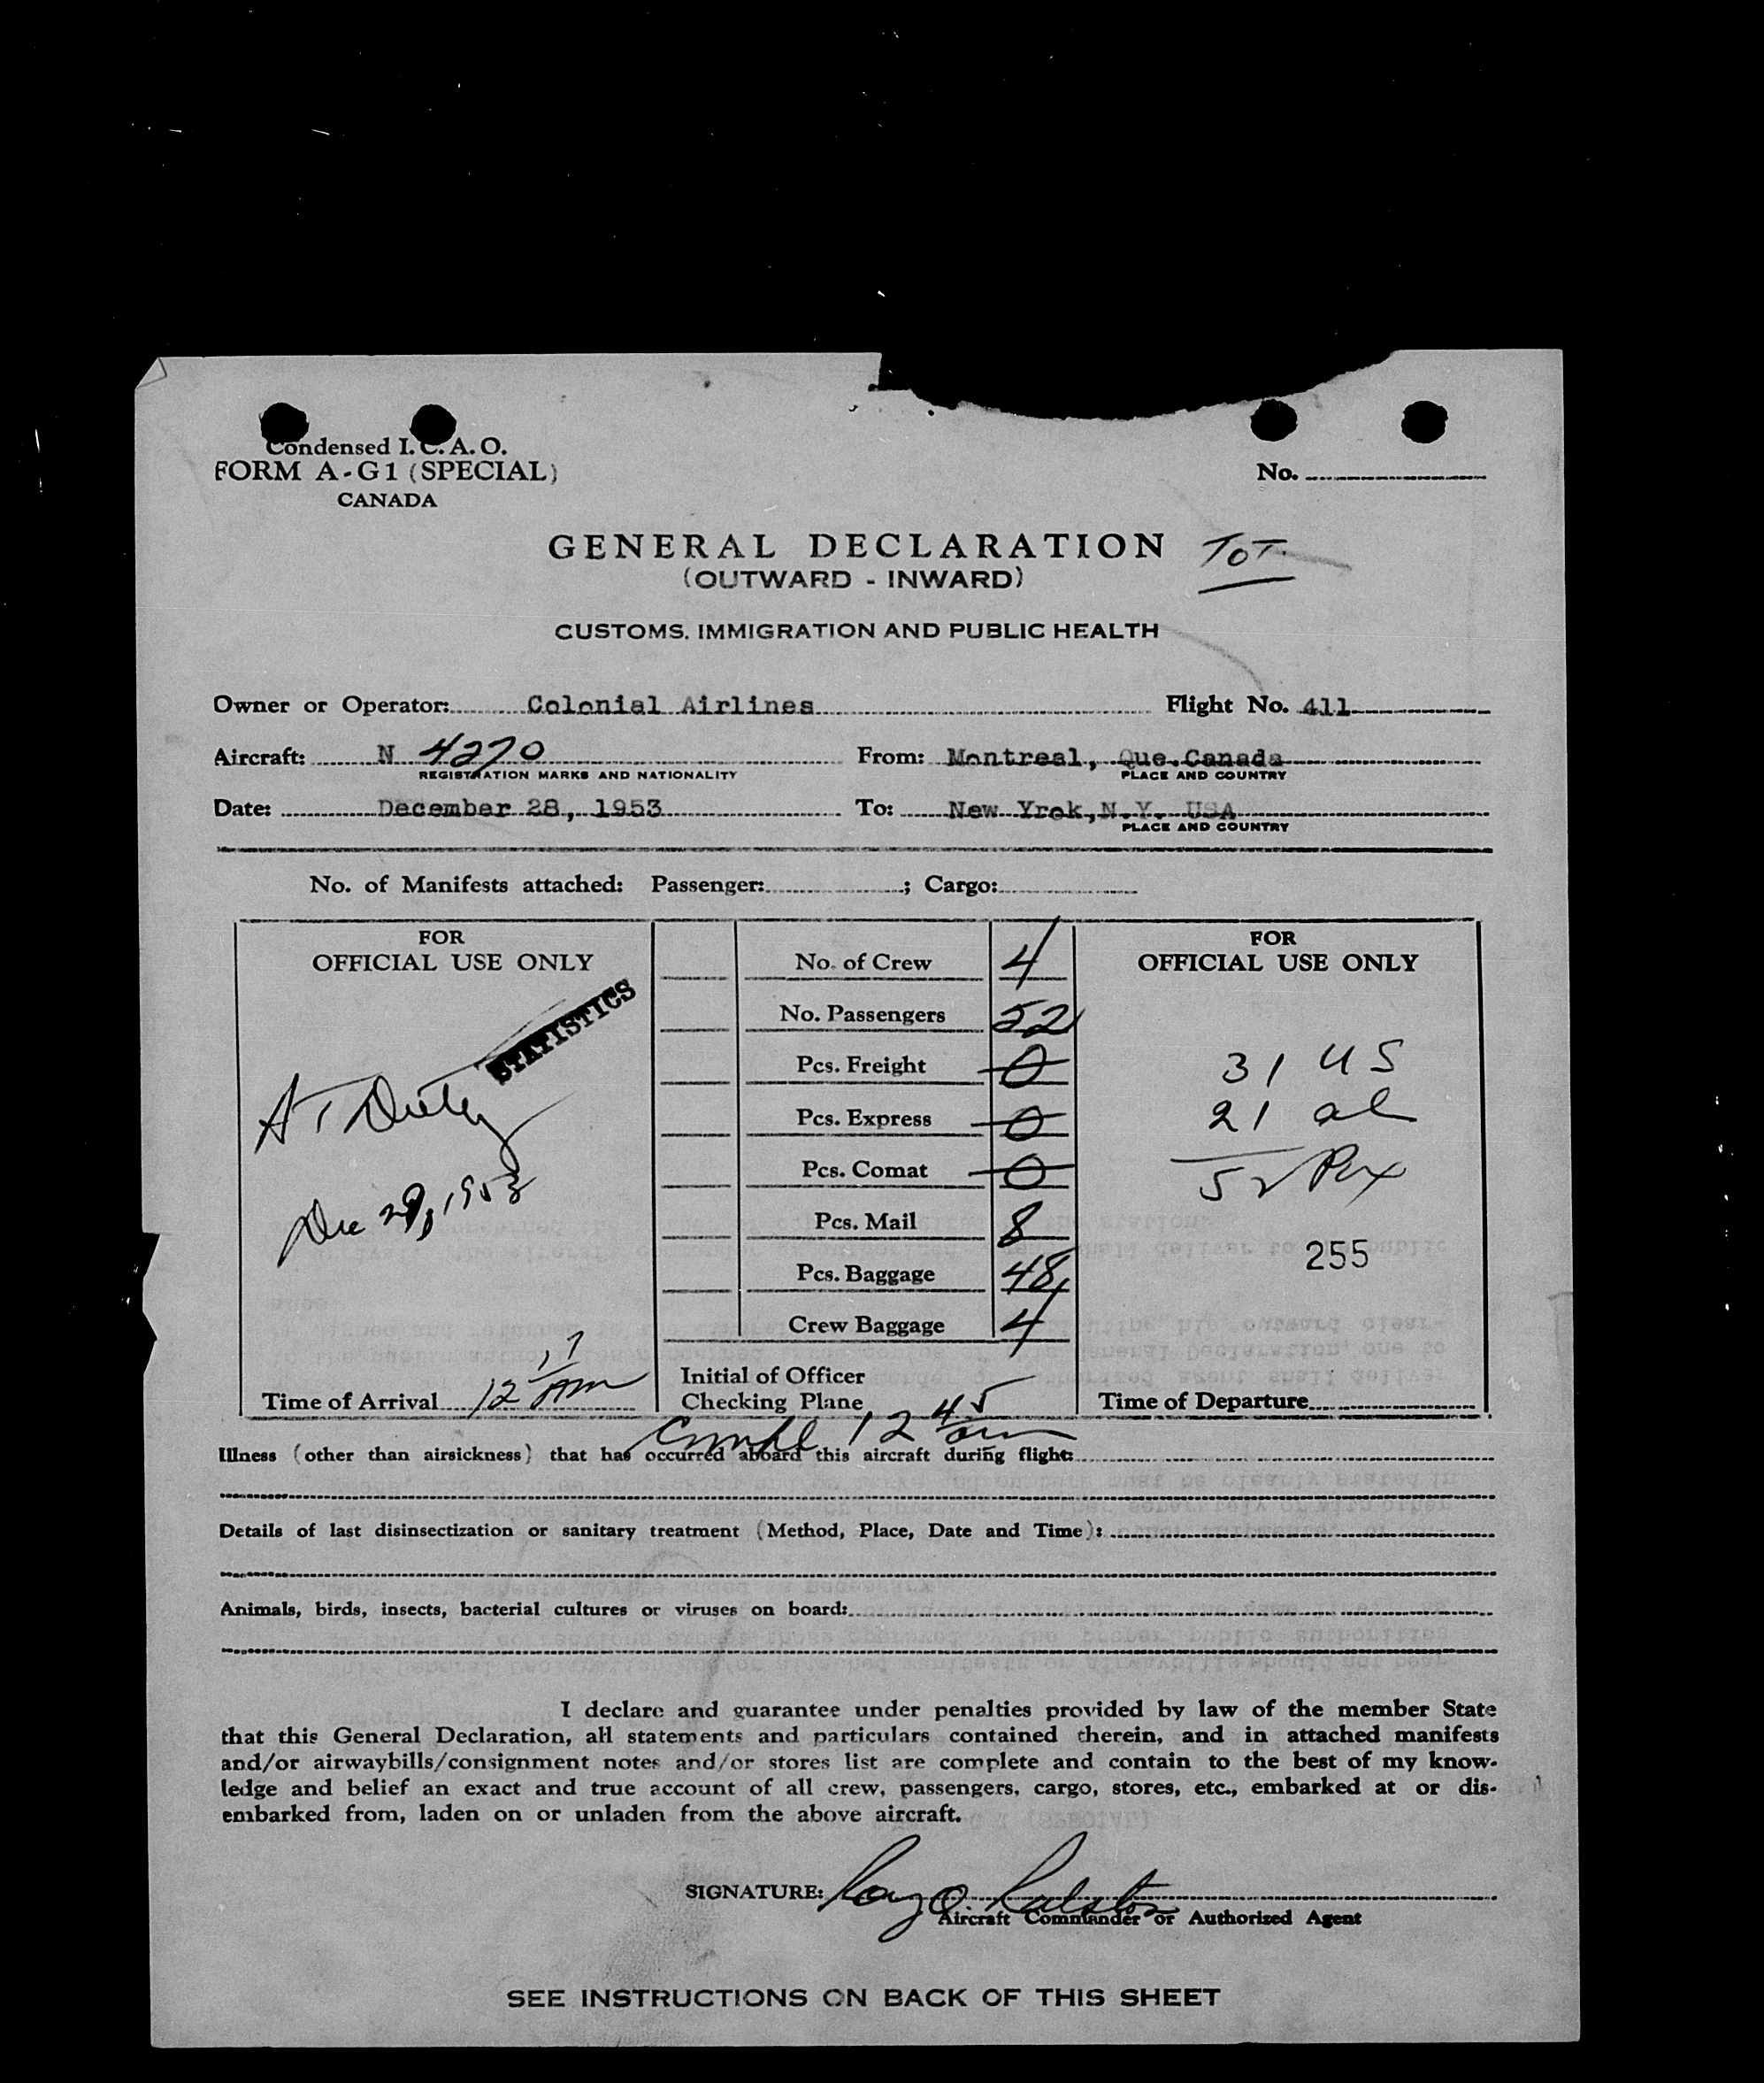 Condensed I.C.A.O.
FORM A-G1 (SPECIAL)
CANADA
No.
GENERAL DECLARATION TOT.
(OUTWARD - INWARD)
CUSTOMS, IMMIGRATION AND PUBLIC HEALTH
Owner or Operator: Colonial Airlines Flight No. 411
Aircraft: N 4270 From: Montreal, Que.Canada
REGISTRATION MARKS AND NATIONALITY PLACE AND COUNTRY
Date: December 28, 1953 To: New Yrok,N.Y. USA
PLACE AND COUNTRY
No. of Manifests attached: Passenger: ; Cargo:
FOR
OFFICIAL USE ONLY
STATISTICS
Dec 29, 1953
Time of Arrival 12 17 AM
No. of Crew 4
No. Passengers 52
Pcs. Freight 0
Pcs. Express 0
Pcs. Comat 0
Pcs. Mail 8
Pcs. Baggage 48
Crew Baggage 4
Initial of Officer
Checking Plane
Compl 12 45 am
FOR
OFFICIAL USE ONLY
31 US
21 al
52 Pax
255
Time of Departure
Illness (other than airsickness) that has occurred aboard this aircraft during flight:
Details of last disinsectization or sanitary treatment (Method, Place, Date and Time):
Animals, birds, insects, bacterial cultures or viruses on board:
I declare and guarantee under penalties provided by law of the member State
that this General Declaration, all statements and particulars contained therein, and in attached manifests
and/or airwaybills/consignment notes and/or stores list are complete and contain to the best of my know-
ledge and belief an exact and true account of all crew, passengers, cargo, stores, etc., embarked at or dis-
embarked from, laden on or unladen from the above aircraft.
SIGNATURE: Ray O. Ralston
Aircraft Commander or Authorized Agent
SEE INSTRUCTIONS ON BACK OF THIS SHEET